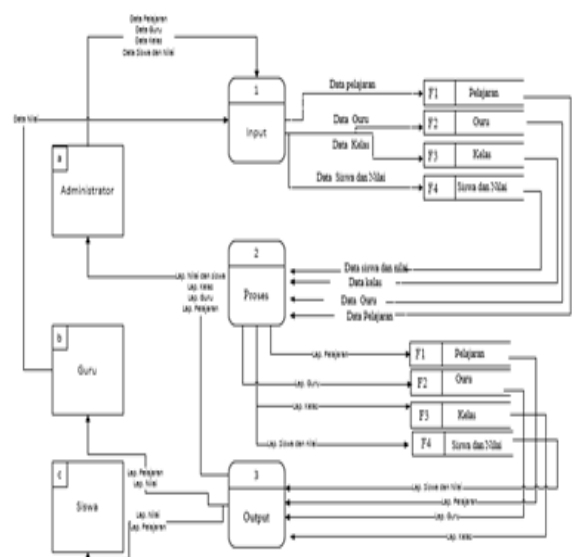 Data Pelajaran
Data Guru
Data Kelas
Data Siswa dan Nilai
1
Input
Data pelajaran
F1 Pelajaran
Data Nilai
Data Guru
F2 Guru
Data Kelas
F3 Kelas
a
Administrator
Data Siswa dan Nilai
F4 Siswa dan Nilai
2
Proses
Data siswa dan nilai
Data kelas
Data Guru
Data Pelajaran
Lap. Nilai dan siswa
Lap. Kelas
Lap. Guru
Lap. Pelajaran
b
Guru
Lap. Pelajaran
F1 Pelajaran
Lap. Guru
F2 Guru
Lap. Kelas
F3 Kelas
Lap. Siswa dan Nilai
F4 Siswa dan Nilai
c
Siswa
Lap. Pelajaran
Lap. Nilai
Lap. Nilai
Lap. Pelajaran
3
Output
Lap. Siswa dan Nilai
Lap. Pelajaran
Lap. Guru
Lap. Kelas